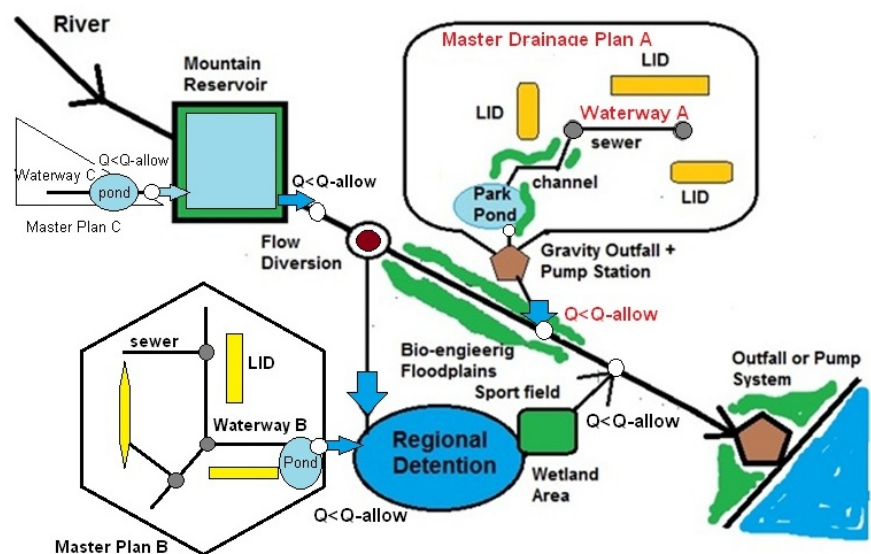 River
Mountain
Reservoir
Q<Q-allow
Waterway C
pond
Master Plan C
Q<Q-allow
Flow
Diversion
Master Drainage Plan A
LID
LID
Waterway A
sewer
channel
LID
Park
Pond
Gravity Outfall +
Pump Station
Q<Q-allow
Bio-engieerig
Floodplains
Sport field
Q<Q-allow
Outfall or Pump
System
sewer
LID
Waterway B
Pond
Regional
Detention
Wetland
Area
Q<Q-allow
Master Plan B